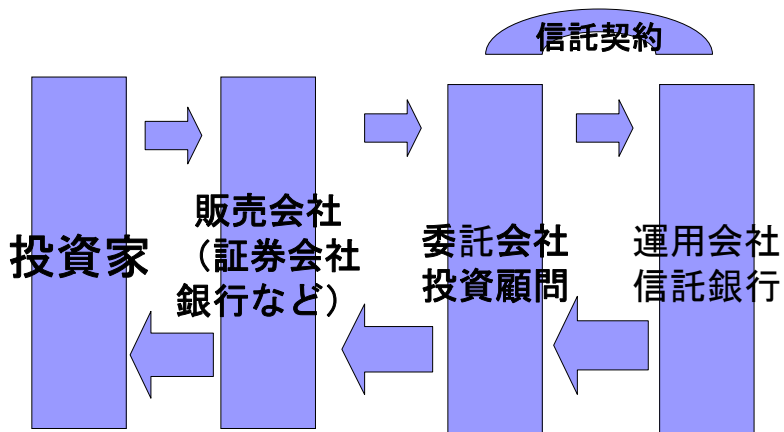 信託契約
投資家
販売会社
（証券会社
銀行など）
委託会社
投資顧問
運用会社
信託銀行